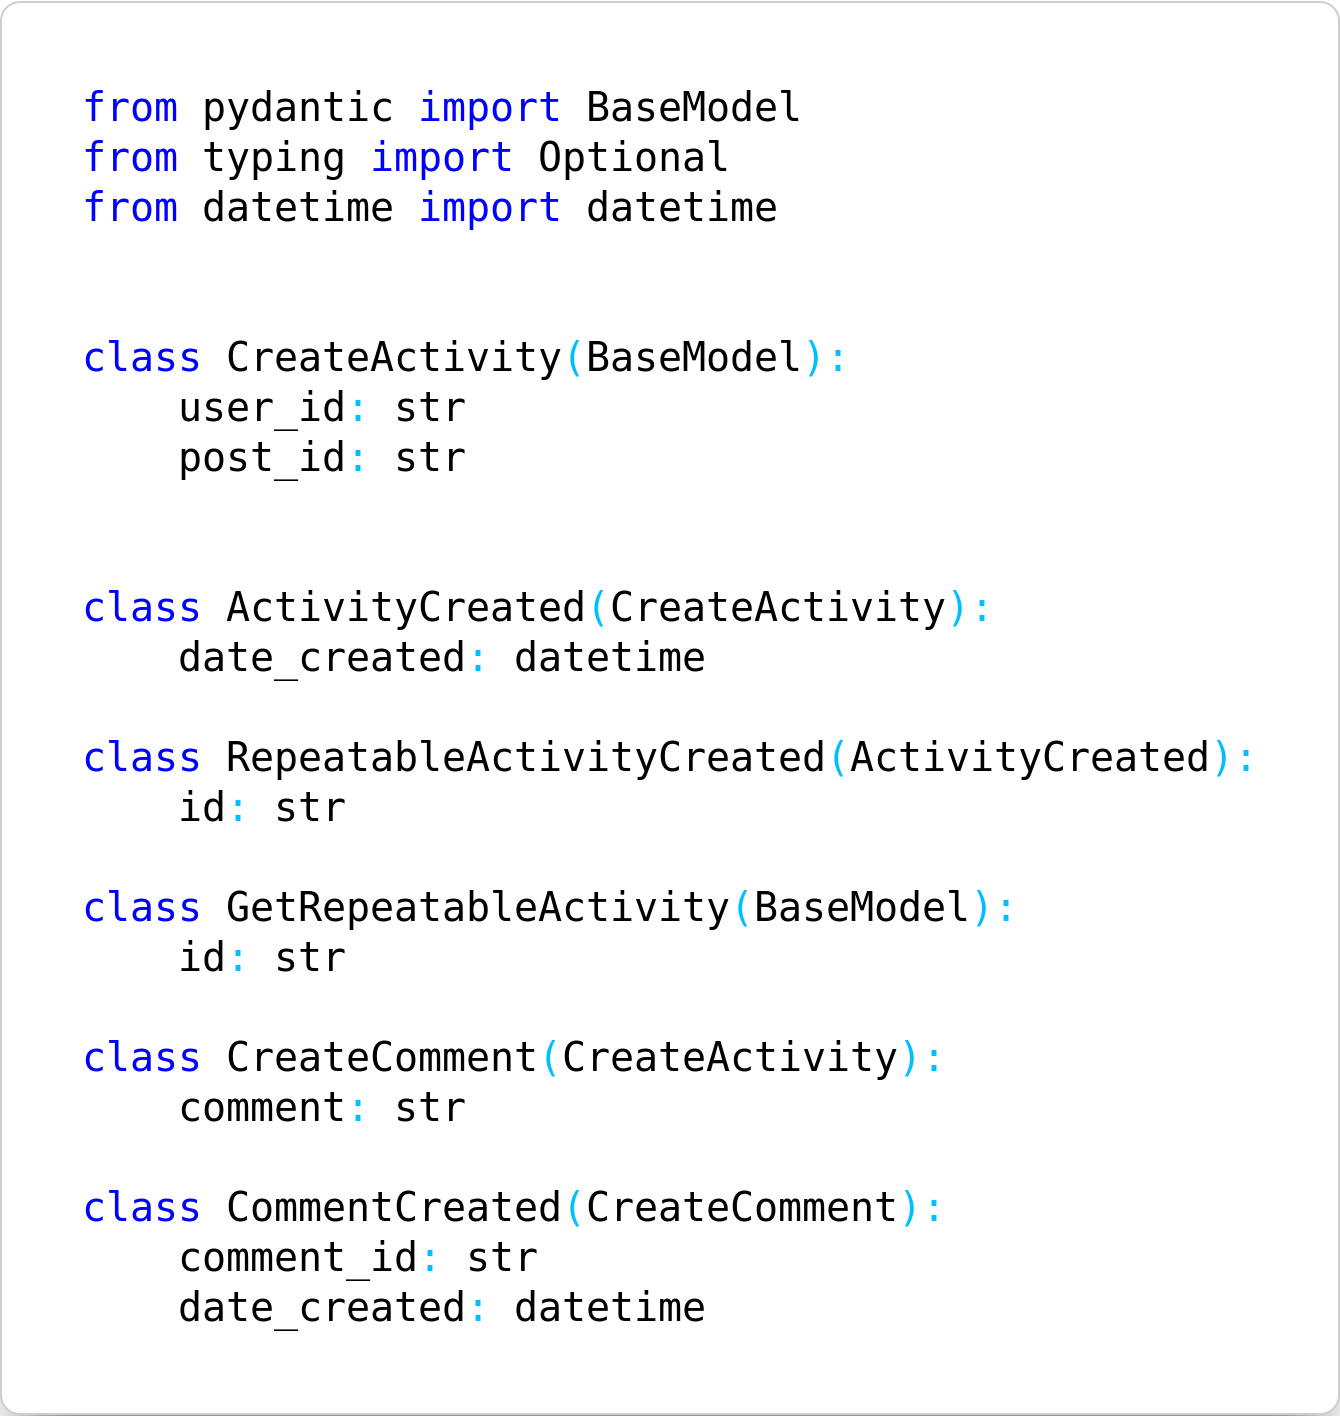 from pydantic import BaseModel
from typing import Optional
from datetime import datetime


class CreateActivity(BaseModel):
    user_id: str
    post_id: str


class ActivityCreated(CreateActivity):
    date_created: datetime

class RepeatableActivityCreated(ActivityCreated):
    id: str

class GetRepeatableActivity(BaseModel):
    id: str

class CreateComment(CreateActivity):
    comment: str

class CommentCreated(CreateComment):
    comment_id: str
    date_created: datetime